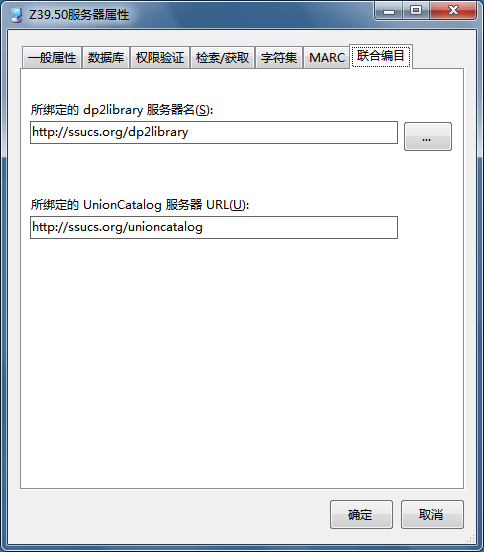 Z39.50服务器属性
一般属性 数据库 权限验证 检索/获取 字符集 MARC 联合编目
所绑定的 dp2library 服务器名(S):
http://ssucs.org/dp2library
...
所绑定的 UnionCatalog 服务器 URL(U):
http://ssucs.org/unioncatalog
确定 取消